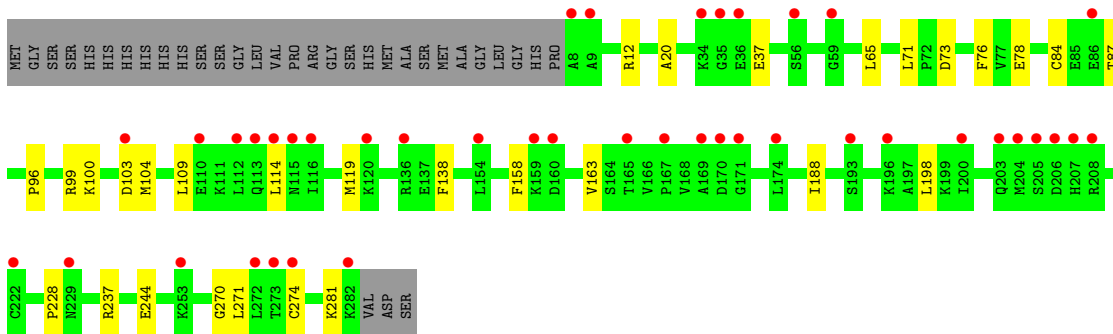 MET GLY SER SER HIS HIS HIS HIS HIS HIS SER SER GLY LEU VAL PRO ARG GLY SER HIS MET ALA SER MET ALA GLY LEU GLY HIS PRO A8 A9 R12 A20 K34 G35 E36 E37 S56 G59 L65 L71 P72 D73 F76 V77 E78 C84 E85 E86 T87
P96 R99 K100 D103 M104 L109 E110 K111 L112 Q113 L114 N115 I116 M119 K120 R136 E137 F138 L154 F158 K159 D160 V163 S164 T165 V166 P167 V168 A169 D170 G171 L174 I188 S193 K196 A197 L198 K199 I200 Q203 M204 S205 D206 H207 R208
C222 P228 N229 R237 E244 K253 G270 L271 L272 T273 C274 K281 K282 VAL ASP SER